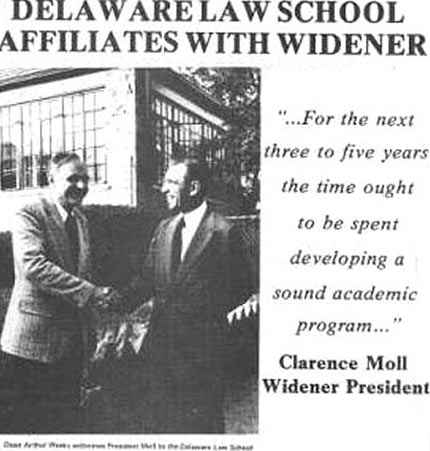 DELAWARE LAW SCHOOL
AFFILIATES WITH WIDENER
"...For the next
three to five years
the time ought
to be spent
developing a
sound academic
program..."
Clarence Moll
Widener President
Dean Arthur Weeks welcomes President Moll to the Delaware Law School